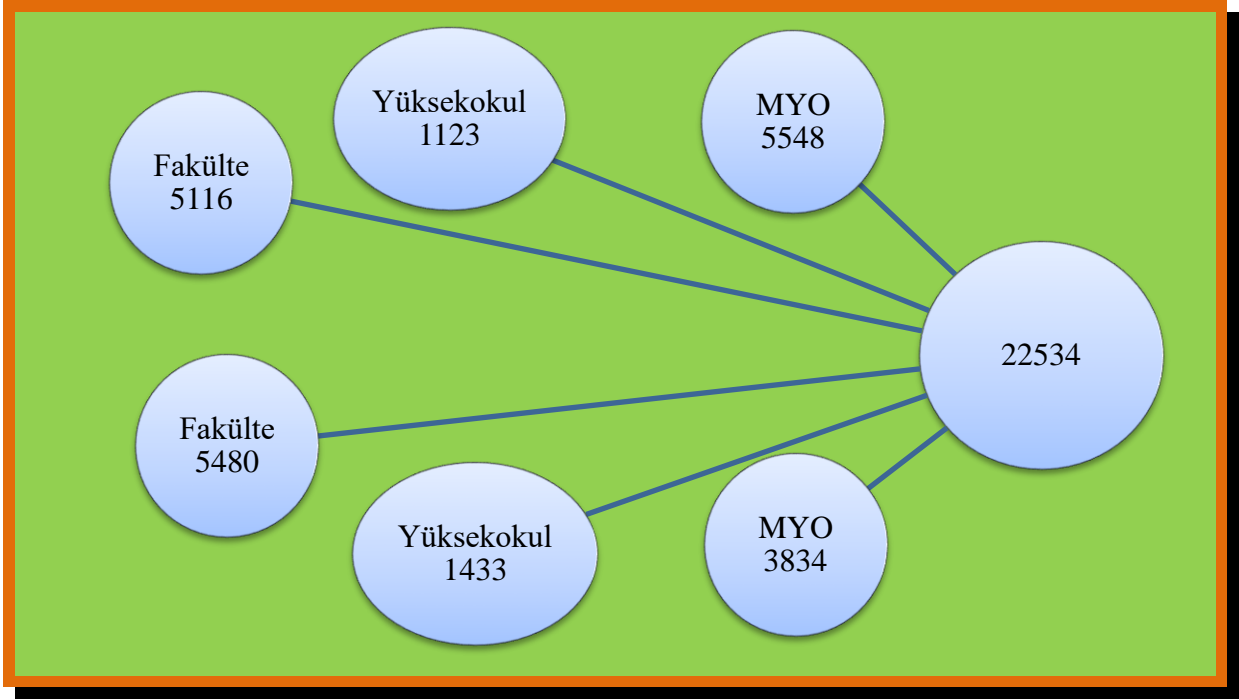 Yüksekokul
1123
MYO
5548
Fakülte
5116
22534
Fakülte
5480
Yüksekokul
1433
MYO
3834